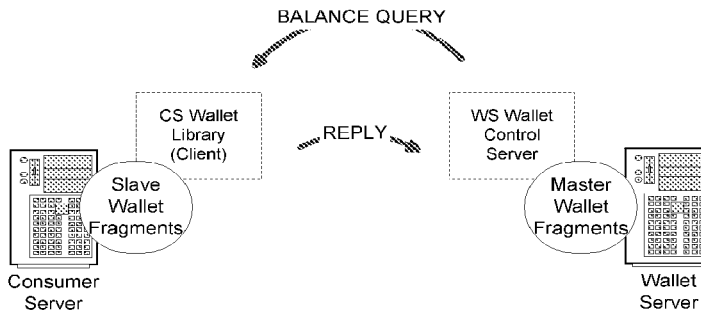 BALANCE QUERY
CS Wallet
Library
(Client)
REPLY
WS Wallet
Control
Server
Slave
Wallet
Fragments
Master
Wallet
Fragments
Consumer
Server
Wallet
Server